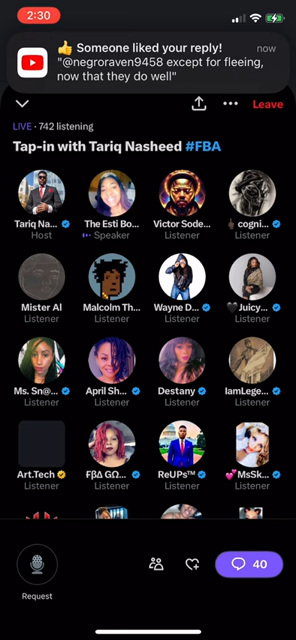 2:30
👍 Someone liked your reply!
now
"@negroraven9458 except for fleeing,
now that they do well"
Leave
LIVE · 742 listening
Tap-in with Tariq Nasheed #FBA
Tariq Na... The Esti Bo... Victor Sode... cogni...
Host Speaker Listener Listener
Mister Al Malcolm Th... Wayne D... 🖤Juicy...
Listener Listener Listener Listener
Ms. Sn@... April Sh... Destany IamLege...
Listener Listener Listener Listener
Art.Tech FβΔ GΩ... ReUPs™ 💕MsSk...
Listener Listener Listener Listener
Request
40